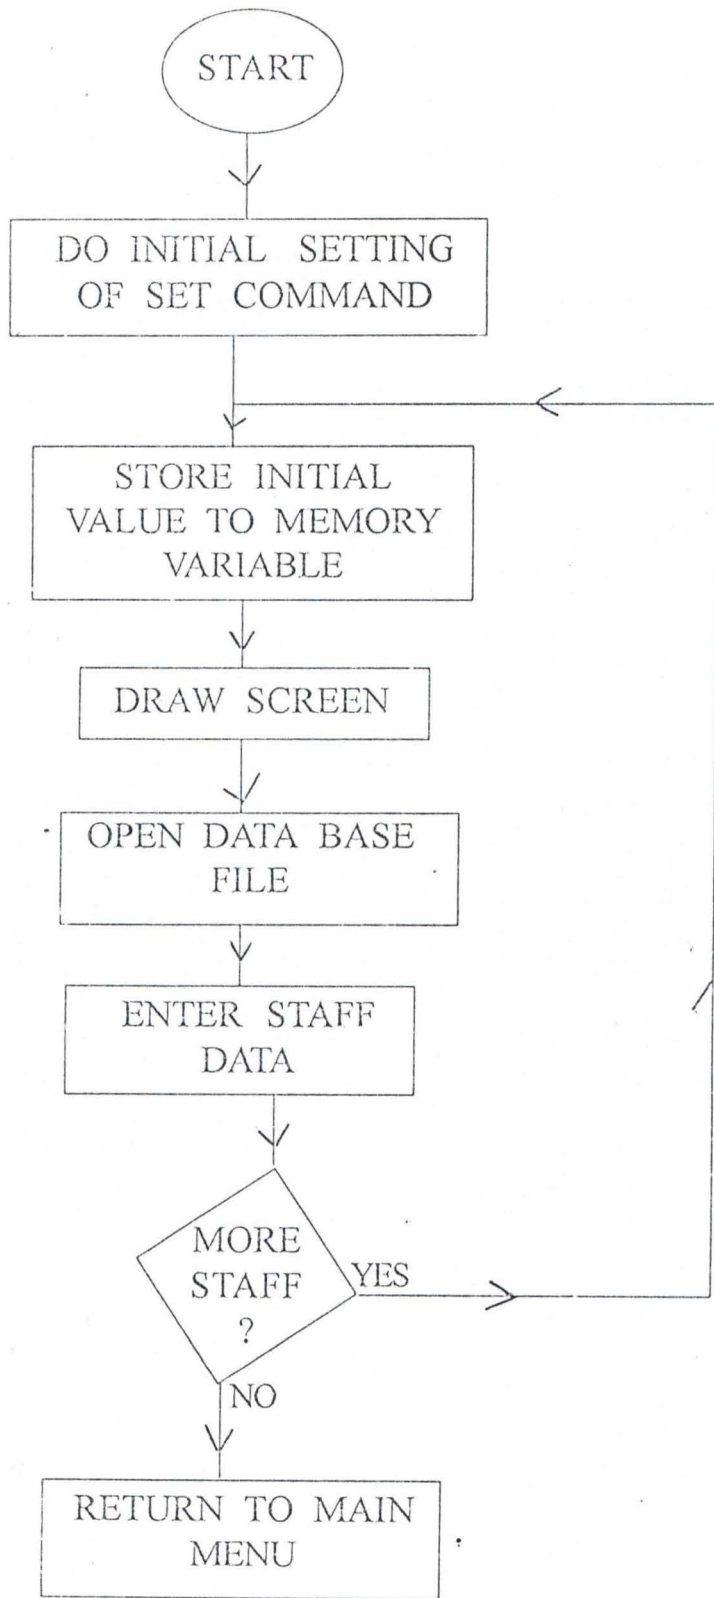 START
DO INITIAL SETTING
OF SET COMMAND
STORE INITIAL
VALUE TO MEMORY
VARIABLE
DRAW SCREEN
OPEN DATA BASE
FILE
ENTER STAFF
DATA
MORE
STAFF
?
YES
NO
RETURN TO MAIN
MENU